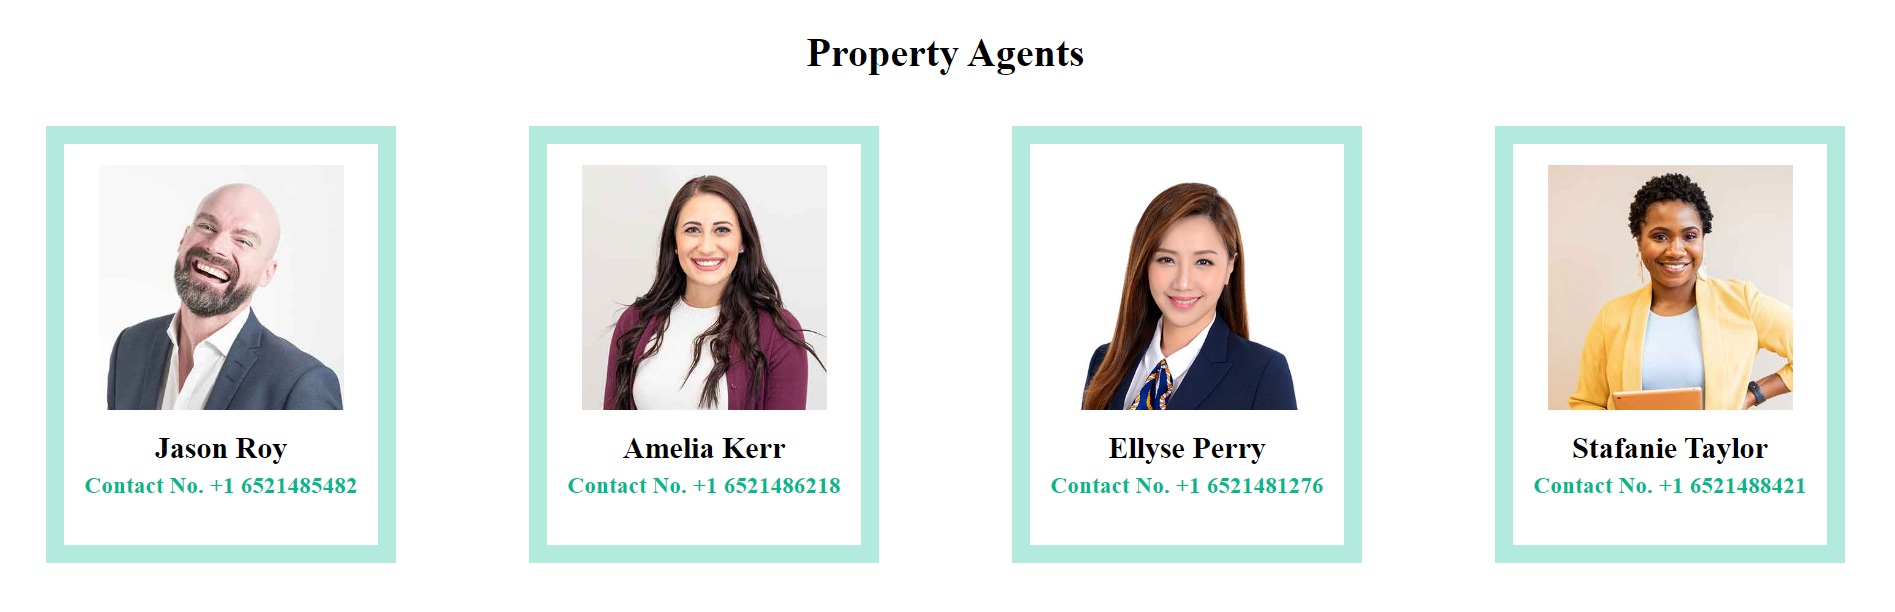 Property Agents
Jason Roy
Contact No. +1 6521485482
Amelia Kerr
Contact No. +1 6521486218
Ellyse Perry
Contact No. +1 6521481276
Stafanie Taylor
Contact No. +1 6521488421